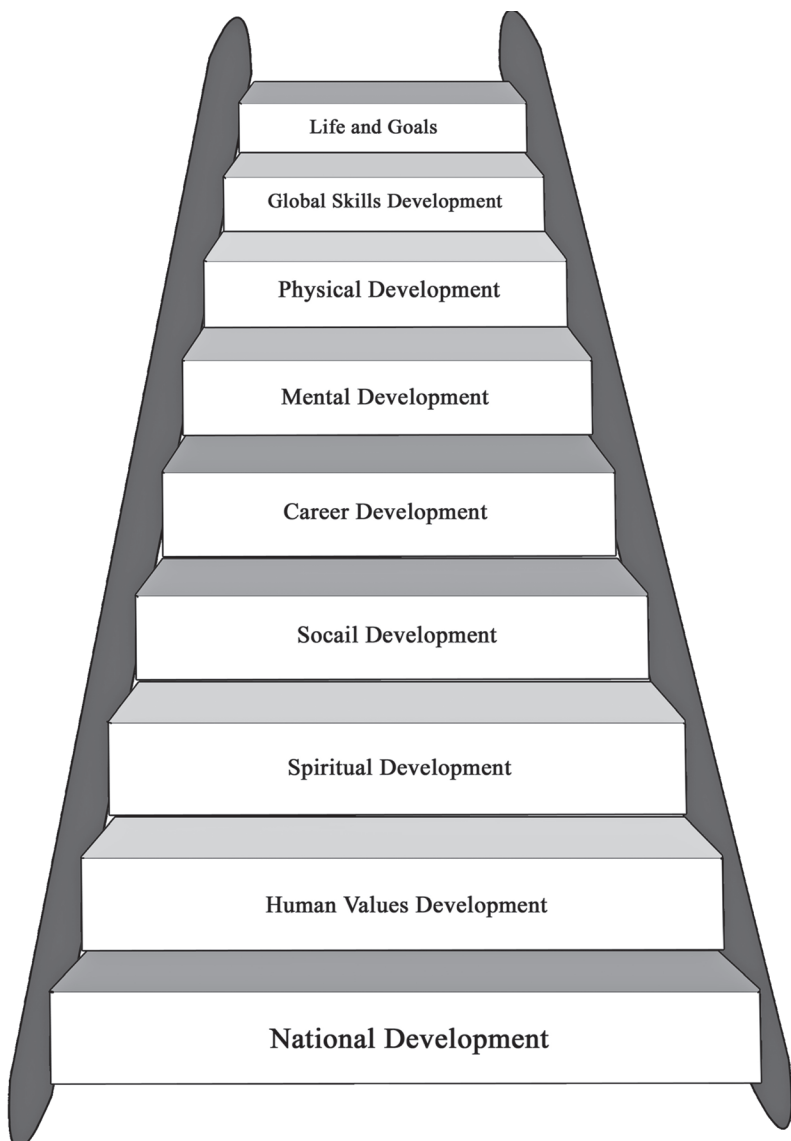 Life and Goals
Global Skills Development
Physical Development
Mental Development
Career Development
Socail Development
Spiritual Development
Human Values Development
National Development